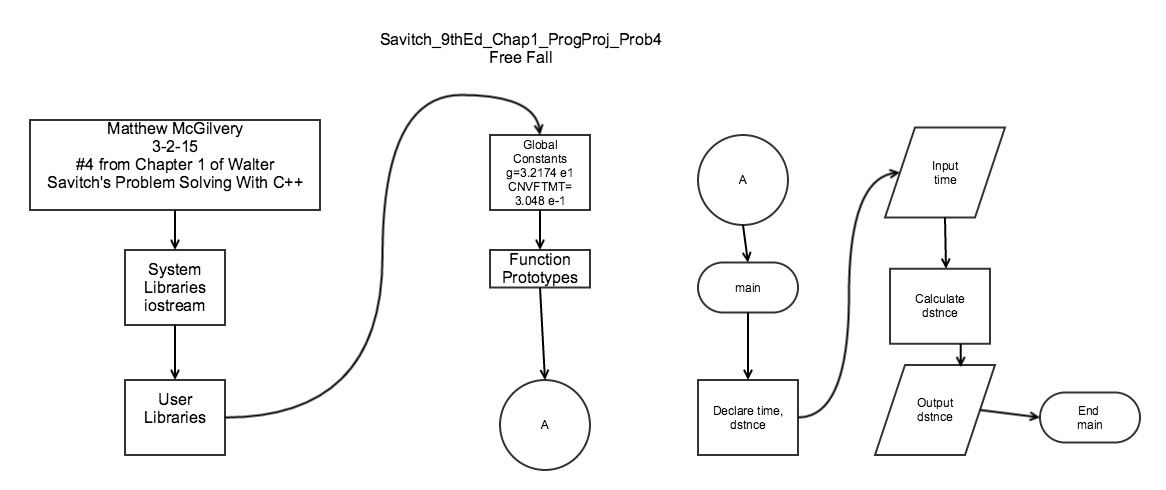 Savitch_9thEd_Chap1_ProgProj_Prob4
Free Fall
Matthew McGilvery
3-2-15
#4 from Chapter 1 of Walter
Savitch's Problem Solving With C++
System
Libraries
iostream
User
Libraries
Global
Constants
g=3.2174 e1
CNVFTMT=
3.048 e-1
Function
Prototypes
A
A
main
Declare time,
dstnce
Input
time
Calculate
dstnce
Output
dstnce
End
main